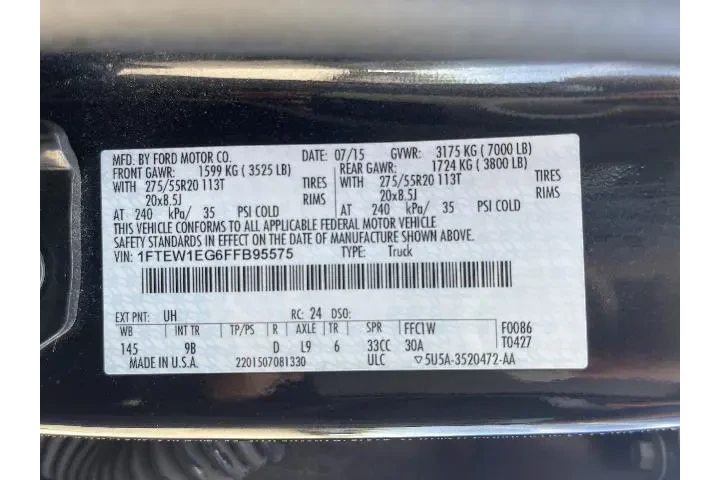 MFD. BY FORD MOTOR CO. DATE: 07/15 GVWR: 3175 KG ( 7000 LB)
FRONT GAWR: 1599 KG ( 3525 LB) REAR GAWR: 1724 KG ( 3800 LB)
WITH 275/55R20 113T TIRES WITH 275/55R20 113T TIRES
20x8.5J RIMS 20x8.5J RIMS
AT 240 kPa/ 35 PSI COLD AT 240 kPa/ 35 PSI COLD
THIS VEHICLE CONFORMS TO ALL APPLICABLE FEDERAL MOTOR VEHICLE
SAFETY STANDARD IN EFFECT ON THE DATE OF MANUFACTURE SHOWN ABOVE.
VIN: 1FTEW1EG6FFB95575 TYPE: Truck
EXT PNT: UH RC: 24 DSO:
WB INT TR TP/PS R AXLE TR SPR FFC1W F0086
145 9B D L9 6 33CC 30A T0427
MADE IN U.S.A. 2201507081330 ULC ▽5U5A-3520472-AA